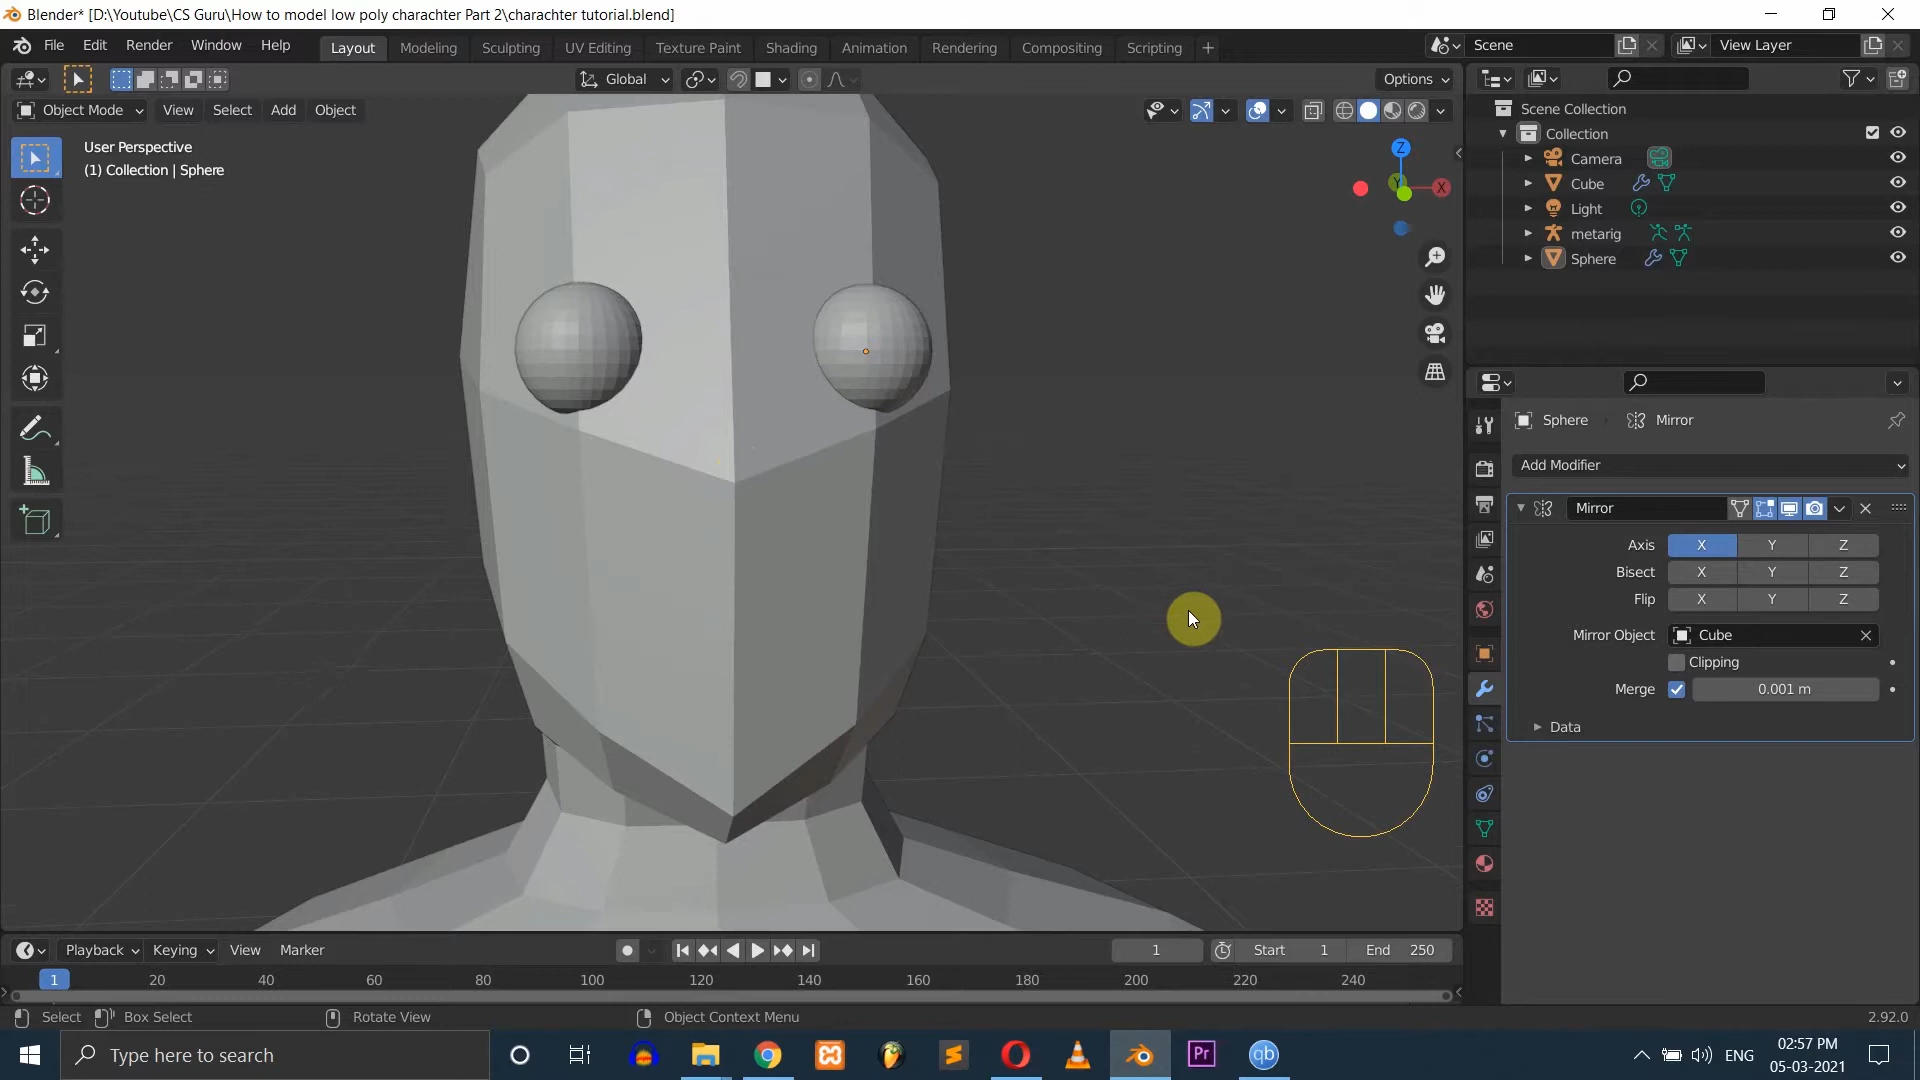 Blender* [D:\Youtube\CS Guru\How to model low poly charachter Part 2\charachter tutorial.blend]
File Edit Render Window Help Layout Modeling Sculpting UV Editing Texture Paint Shading Animation Rendering Compositing Scripting + Scene View Layer
Global Options
Object Mode View Select Add Object
User Perspective
(1) Collection | Sphere
Z
Y
X
Scene Collection
Collection
Camera
Cube
Light
metarig
Sphere
Sphere Mirror
Add Modifier
Mirror
Axis X Y Z
Bisect X Y Z
Flip X Y Z
Mirror Object Cube
Clipping
Merge 0.001 m
Data
Playback Keying View Marker 1 Start 1 End 250
1 20 40 60 80 100 120 140 160 180 200 220 240
Select Box Select Rotate View Object Context Menu 2.92.0
Type here to search
Pr
qb
ENG
02:57 PM
05-03-2021